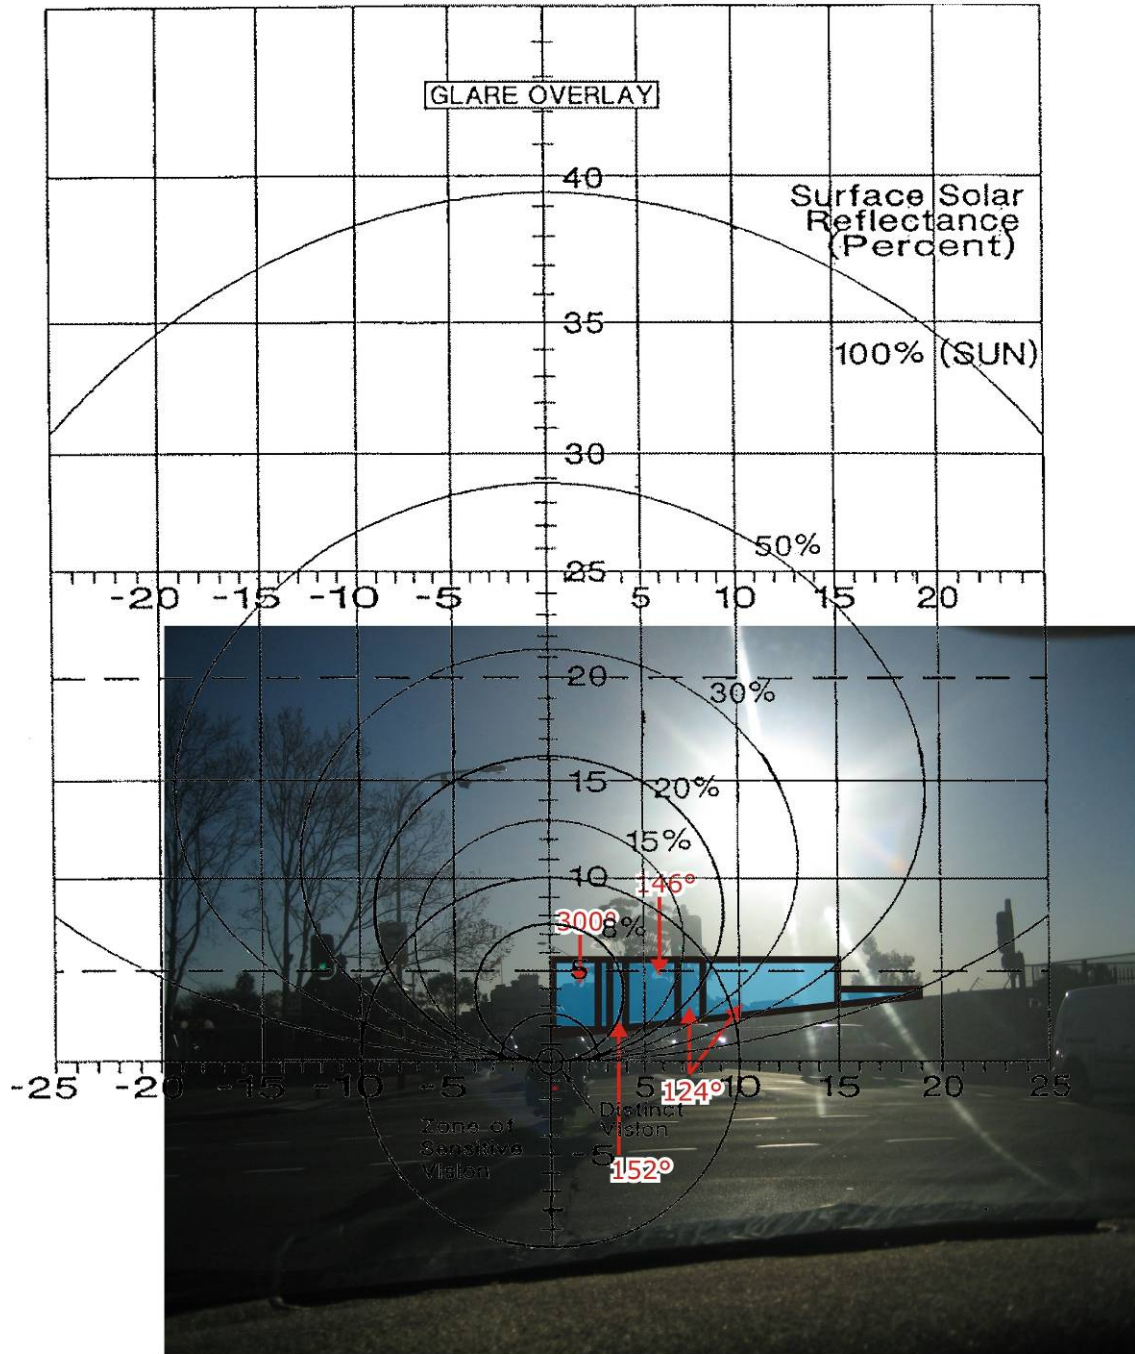 GLARE OVERLAY
40
Surface Solar
Reflectance
(Percent)
35
100% (SUN)
30
50%
25
-20 -15 -10 -5 5 10 15 20
20
30%
15
20%
15%
10
146°
300°
8%
5
-25 -20 -15 -10 -5 5 10 15 20 25
124°
Distinct
Vision
Zone of
Sensitive
Vision
-5
152°